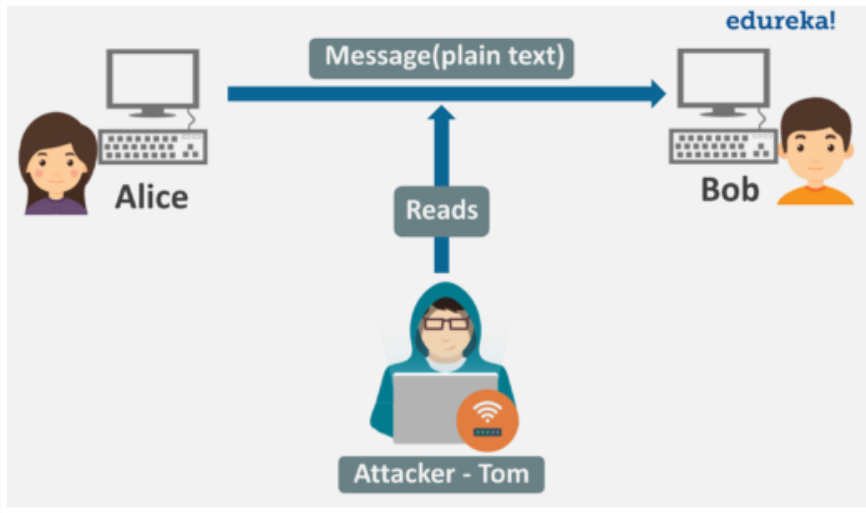 edureka!
Message(plain text)
Alice
Bob
Reads
Attacker - Tom